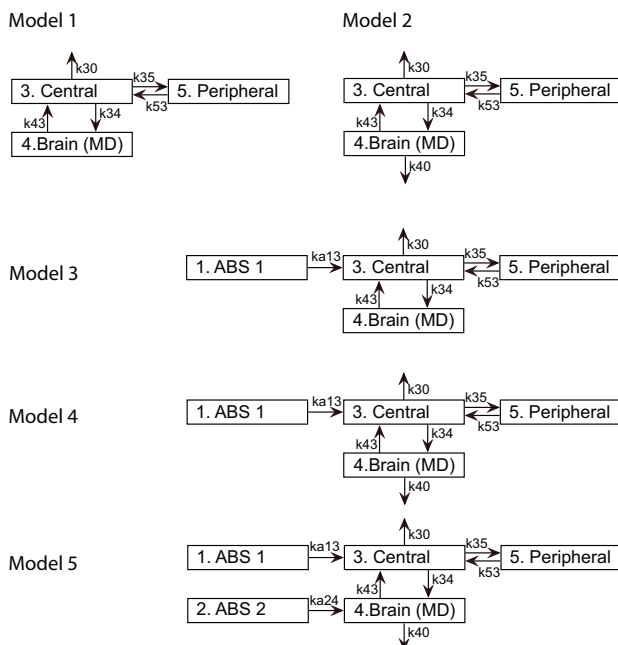 Model 1
k30
3. Central
k35
k53
5. Peripheral
k43
k34
4.Brain (MD)
Model 2
k30
3. Central
k35
k53
5. Peripheral
k43
k34
4.Brain (MD)
k40
Model 3
1. ABS 1
ka13
k30
3. Central
k35
k53
5. Peripheral
k43
k34
4.Brain (MD)
Model 4
1. ABS 1
ka13
k30
3. Central
k35
k53
5. Peripheral
k43
k34
4.Brain (MD)
k40
Model 5
1. ABS 1
ka13
k30
3. Central
k35
k53
5. Peripheral
k43
k34
2. ABS 2
ka24
4.Brain (MD)
k40